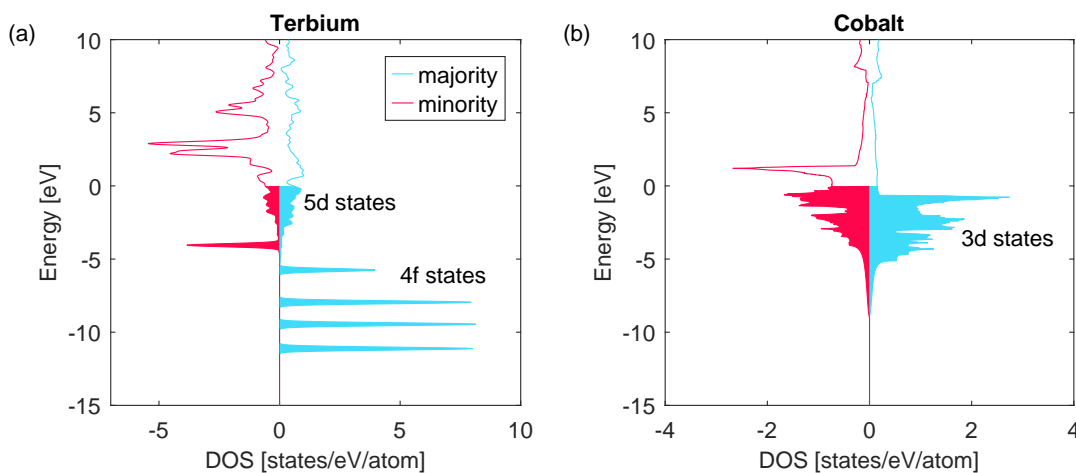 (a)
Terbium
10
5
0
-5
-10
-15
Energy [eV]
majority
minority
5d states
4f states
-5
0
5
10
DOS [states/eV/atom]
(b)
Cobalt
10
5
0
-5
-10
-15
Energy [eV]
3d states
-4
-2
0
2
4
DOS [states/eV/atom]